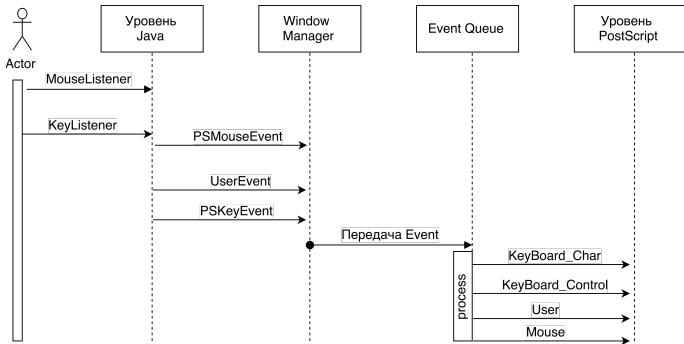 Уровень
Java
Window
Manager
Event Queue
Уровень
PostScript
Actor
MouseListener
KeyListener
PSMouseEvent
UserEvent
PSKeyEvent
Передача Event
process
KeyBoard_Char
KeyBoard_Control
User
Mouse